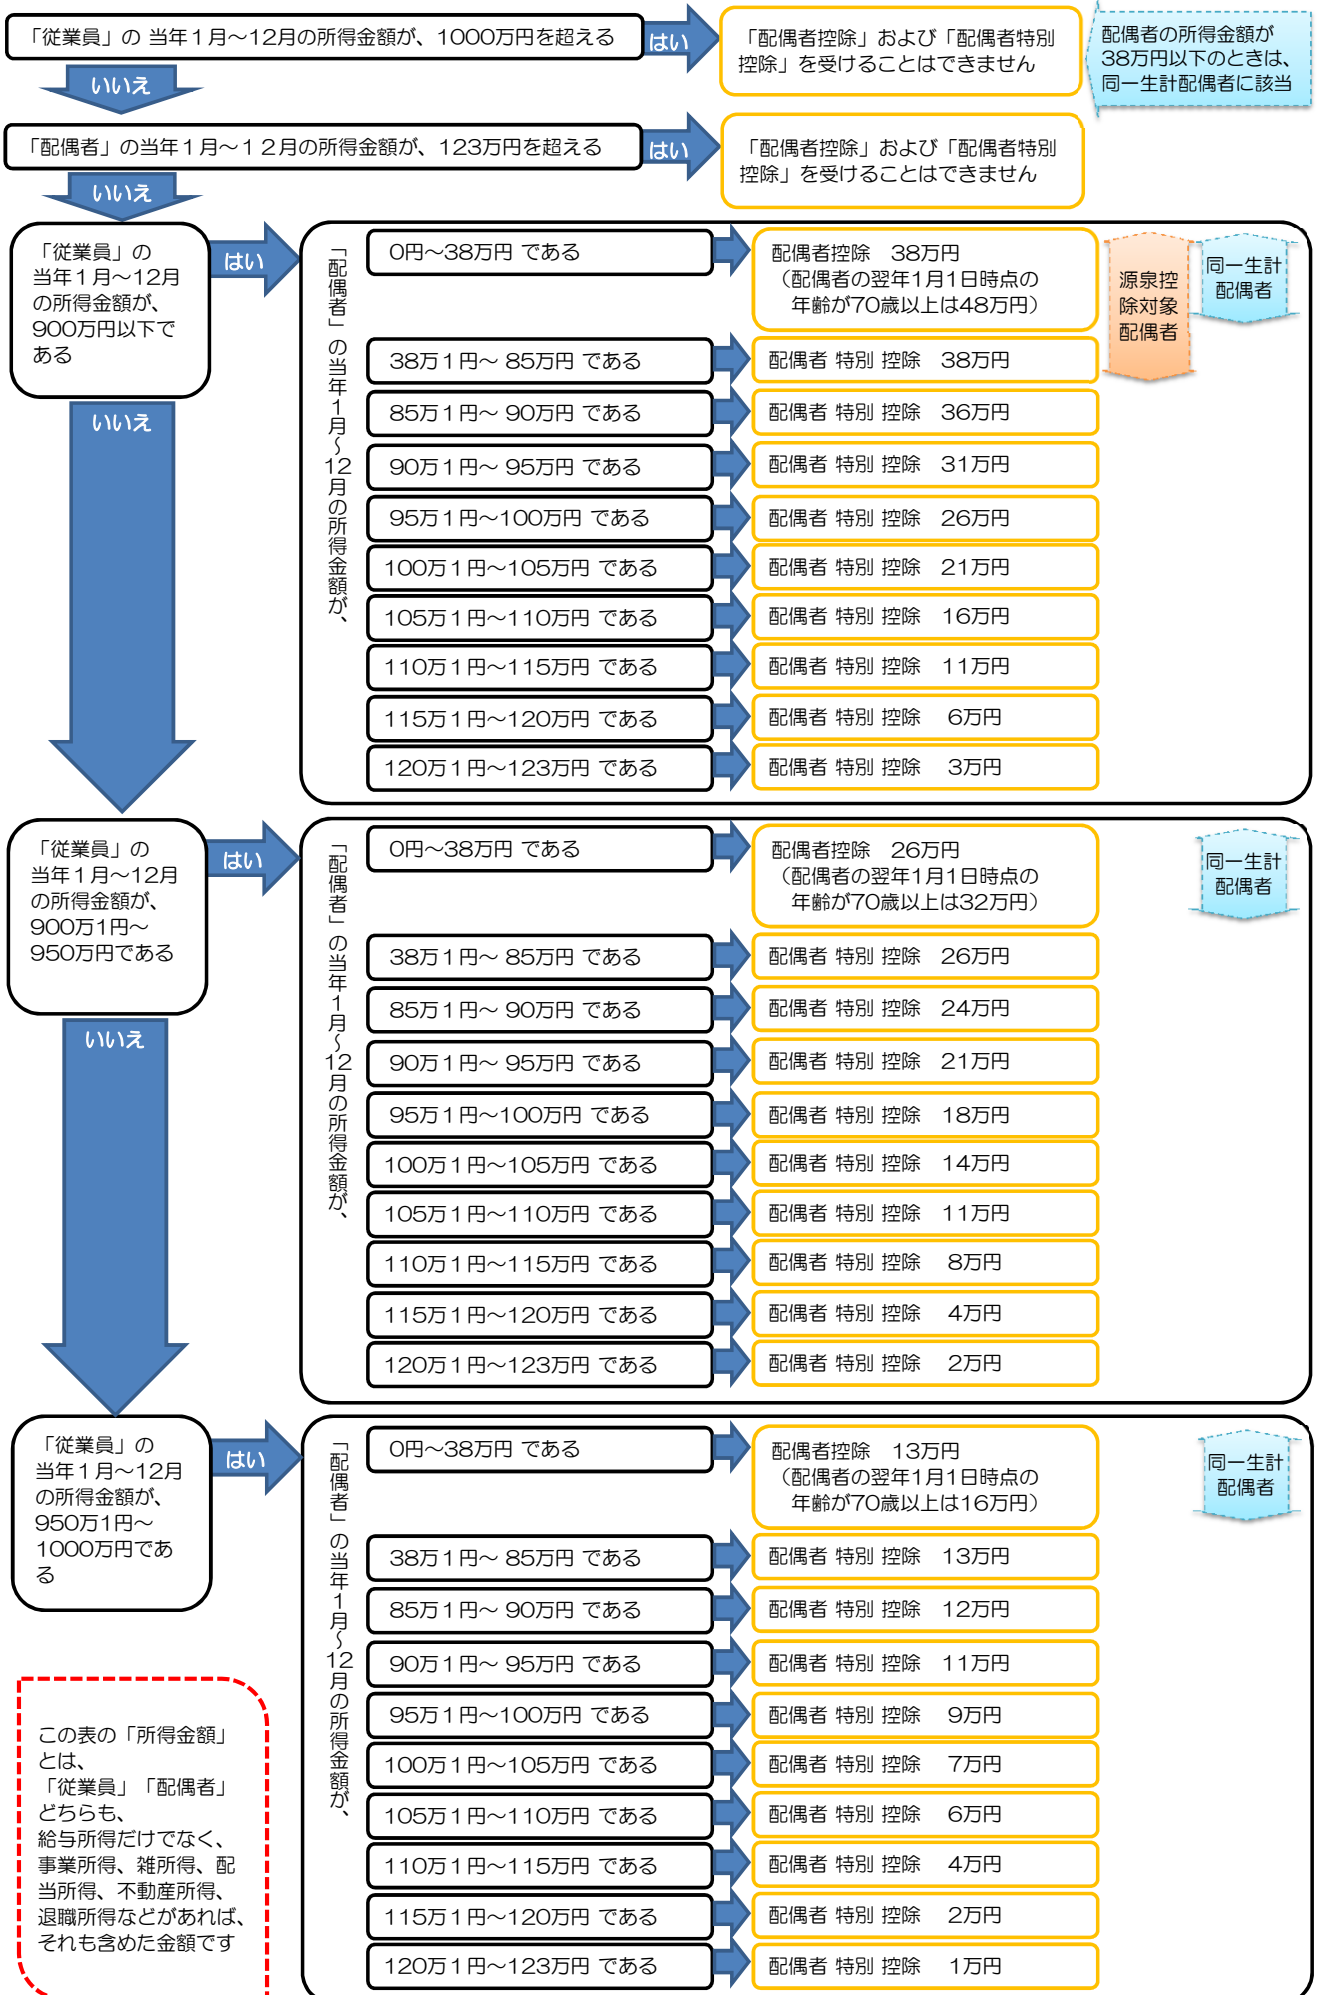 「従業員」の 当年１月～12月の所得金額が、1000万円を超える
はい
「配偶者控除」および「配偶者特別
控除」を受けることはできません
配偶者の所得金額が
38万円以下のときは、
同一生計配偶者に該当
いいえ
「配偶者」の当年１月～１２月の所得金額が、123万円を超える
はい
「配偶者控除」および「配偶者特別
控除」を受けることはできません
いいえ
「従業員」の
当年１月～12月
の所得金額が、
900万円以下で
ある
はい
いいえ
「配偶者」の当年１月～12月の所得金額が、
0円～38万円 である
配偶者控除　38万円
（配偶者の翌年1月1日時点の
年齢が70歳以上は48万円）
源泉控
除対象
配偶者
同一生計
配偶者
38万１円～ 85万円 である
配偶者 特別 控除　38万円
85万１円～ 90万円 である
配偶者 特別 控除　36万円
90万１円～ 95万円 である
配偶者 特別 控除　31万円
95万１円～100万円 である
配偶者 特別 控除　26万円
100万１円～105万円 である
配偶者 特別 控除　21万円
105万１円～110万円 である
配偶者 特別 控除　16万円
110万１円～115万円 である
配偶者 特別 控除　11万円
115万１円～120万円 である
配偶者 特別 控除　6万円
120万１円～123万円 である
配偶者 特別 控除　3万円
「従業員」の
当年１月～12月
の所得金額が、
900万1円～
950万円である
はい
いいえ
「配偶者」の当年１月～12月の所得金額が、
0円～38万円 である
配偶者控除　26万円
（配偶者の翌年1月1日時点の
年齢が70歳以上は32万円）
同一生計
配偶者
38万１円～ 85万円 である
配偶者 特別 控除　26万円
85万１円～ 90万円 である
配偶者 特別 控除　24万円
90万１円～ 95万円 である
配偶者 特別 控除　21万円
95万１円～100万円 である
配偶者 特別 控除　18万円
100万１円～105万円 である
配偶者 特別 控除　14万円
105万１円～110万円 である
配偶者 特別 控除　11万円
110万１円～115万円 である
配偶者 特別 控除　8万円
115万１円～120万円 である
配偶者 特別 控除　4万円
120万１円～123万円 である
配偶者 特別 控除　2万円
「従業員」の
当年１月～12月
の所得金額が、
950万1円～
1000万円であ
る
はい
「配偶者」の当年１月～12月の所得金額が、
0円～38万円 である
配偶者控除　13万円
（配偶者の翌年1月1日時点の
年齢が70歳以上は16万円）
同一生計
配偶者
38万１円～ 85万円 である
配偶者 特別 控除　13万円
85万１円～ 90万円 である
配偶者 特別 控除　12万円
90万１円～ 95万円 である
配偶者 特別 控除　11万円
95万１円～100万円 である
配偶者 特別 控除　9万円
100万１円～105万円 である
配偶者 特別 控除　7万円
105万１円～110万円 である
配偶者 特別 控除　6万円
110万１円～115万円 である
配偶者 特別 控除　4万円
115万１円～120万円 である
配偶者 特別 控除　2万円
120万１円～123万円 である
配偶者 特別 控除　1万円
この表の「所得金額」
とは、
「従業員」「配偶者」
どちらも、
給与所得だけでなく、
事業所得、雑所得、配
当所得、不動産所得、
退職所得などがあれば、
それも含めた金額です